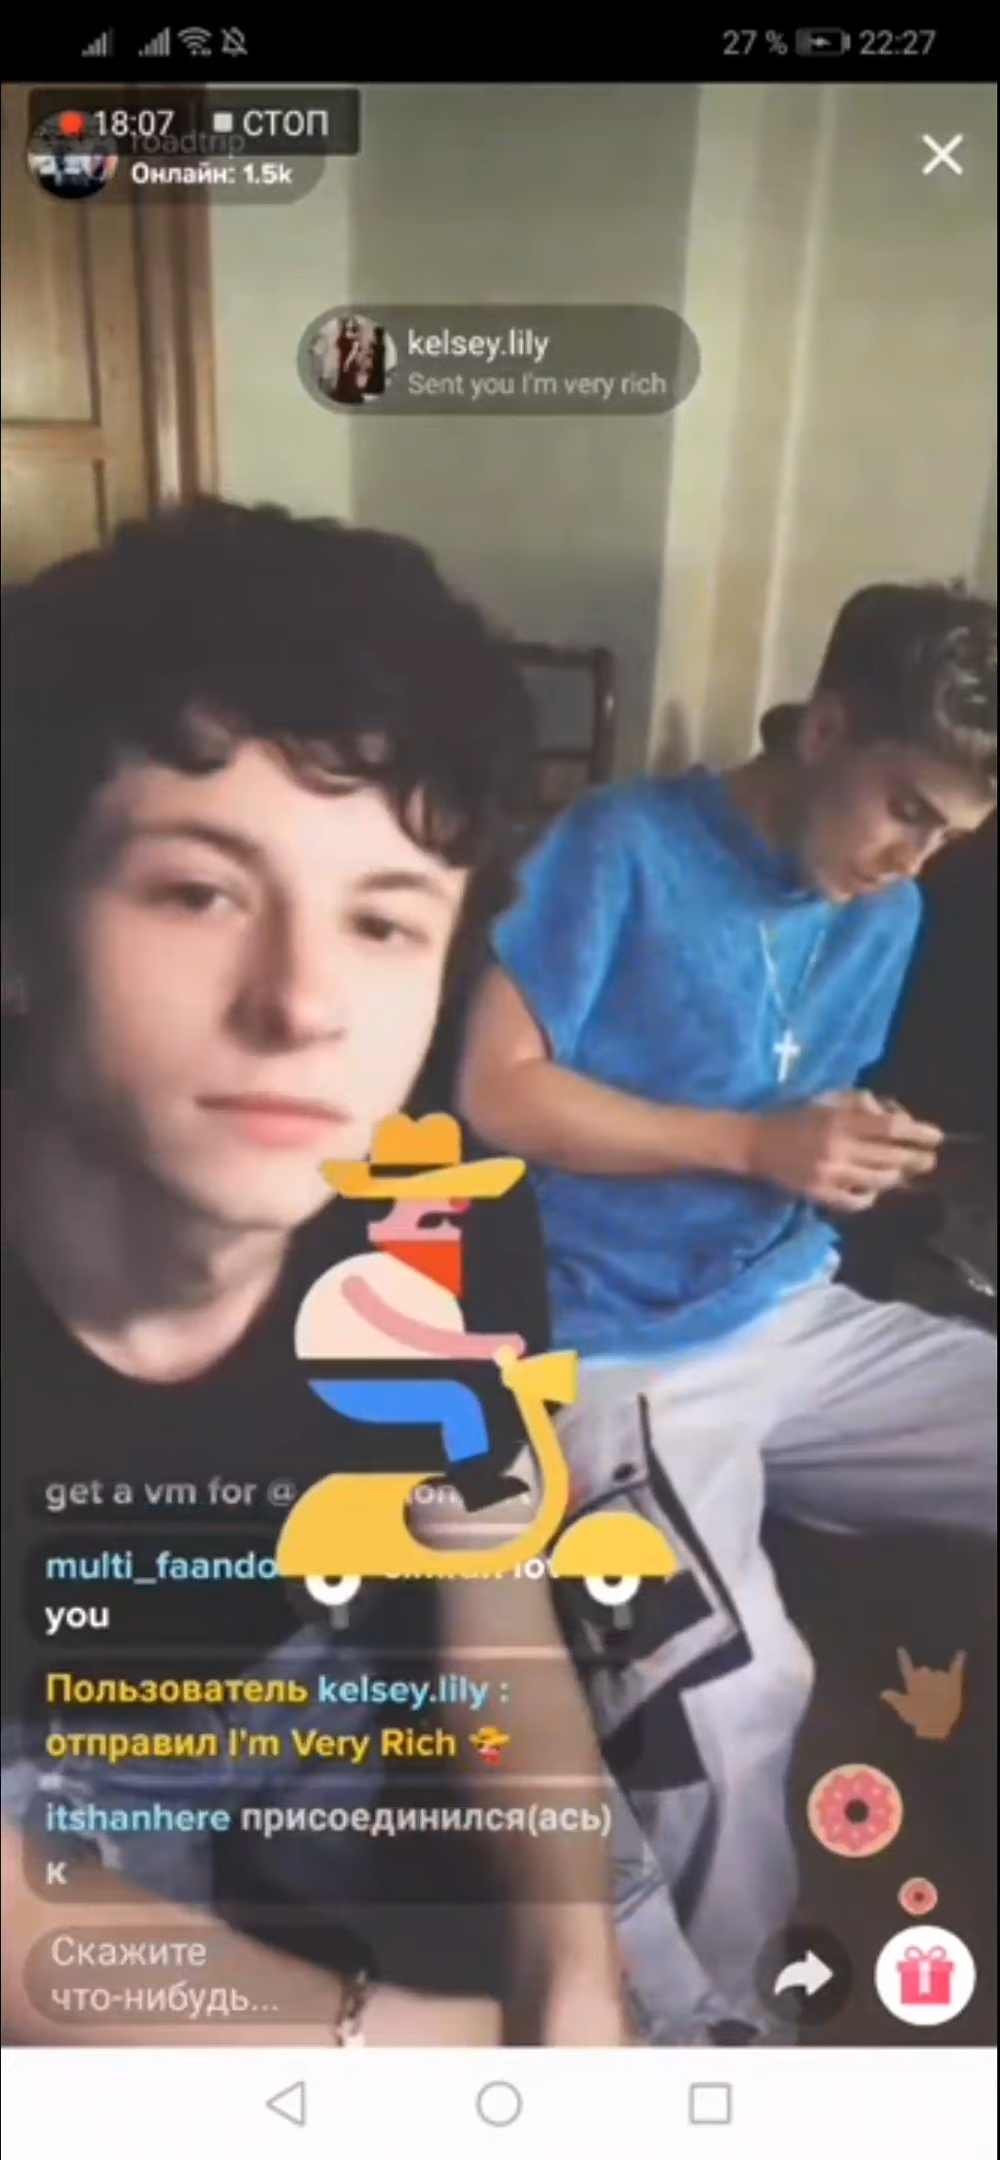 27 % 22:27
18:07 СТОП
roadtrip
Онлайн: 1.5k
kelsey.lily
Sent you I'm very rich
get a vm for @
multi_faando
you
Пользователь kelsey.lily :
отправил I'm Very Rich
itshanhere присоединился(ась)
к
Скажите
что-нибудь...